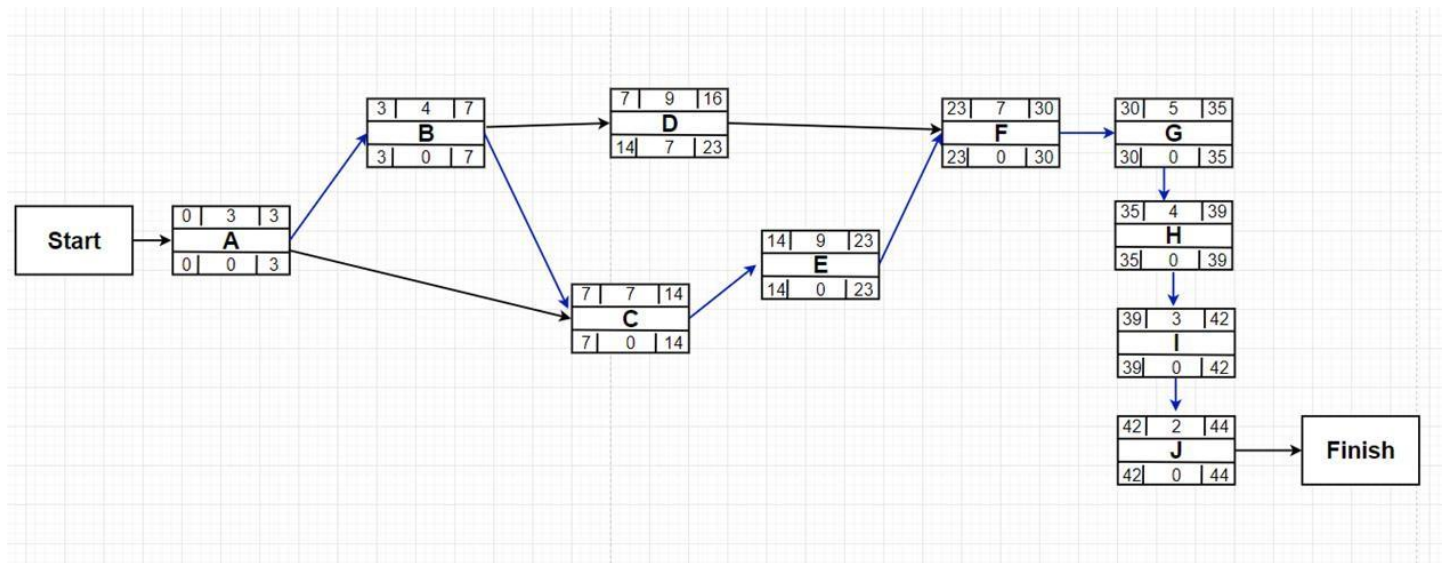 Start
0 3 3
A
0 0 3
3 4 7
B
3 0 7
7 9 16
D
14 7 23
7 7 14
C
7 0 14
14 9 23
E
14 0 23
23 7 30
F
23 0 30
30 5 35
G
30 0 35
35 4 39
H
35 0 39
39 3 42
I
39 0 42
42 2 44
J
42 0 44
Finish